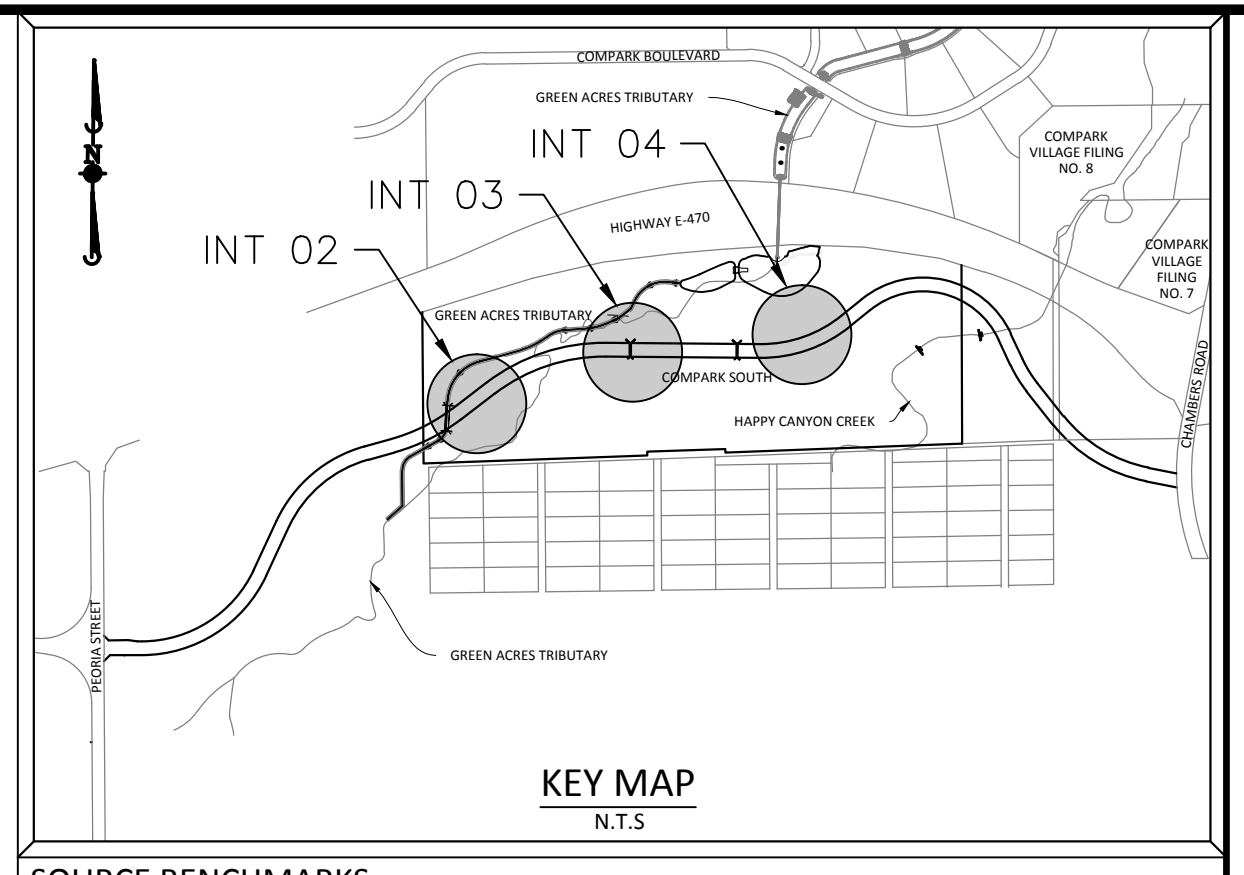 COMPARK BOULEVARD
GREEN ACRES TRIBUTARY
INT 04
COMPARK
VILLAGE FILING
NO. 8
N
INT 03
HIGHWAY E-470
INT 02
COMPARK
VILLAGE
FILING
NO. 7
GREEN ACRES TRIBUTARY
COMPARK SOUTH
CHAMBERS ROAD
HAPPY CANYON CREEK
PEORIA STREET
GREEN ACRES TRIBUTARY
KEY MAP
N.T.S
SOURCE BENCHMARKS